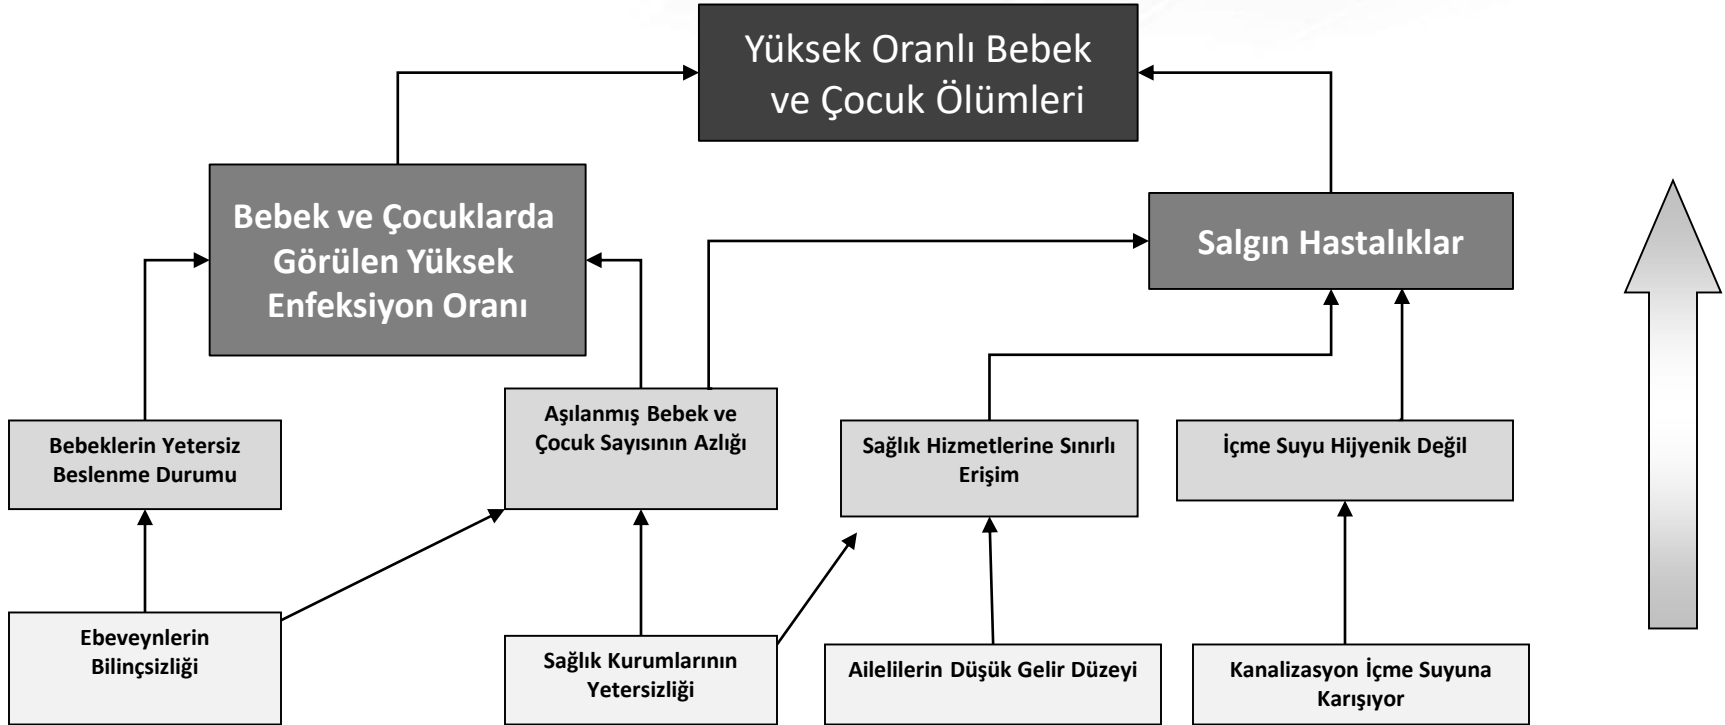 Yüksek Oranlı Bebek
ve Çocuk Ölümleri
Bebek ve Çocuklarda
Görülen Yüksek
Enfeksiyon Oranı
Salgın Hastalıklar
Bebeklerin Yetersiz
Beslenme Durumu
Aşılanmış Bebek ve
Çocuk Sayısının Azlığı
Sağlık Hizmetlerine Sınırlı
Erişim
İçme Suyu Hijyenik Değil
Ebeveynlerin
Bilinçsizliği
Sağlık Kurumlarının
Yetersizliği
Ailelilerin Düşük Gelir Düzeyi
Kanalizasyon İçme Suyuna
Karışıyor